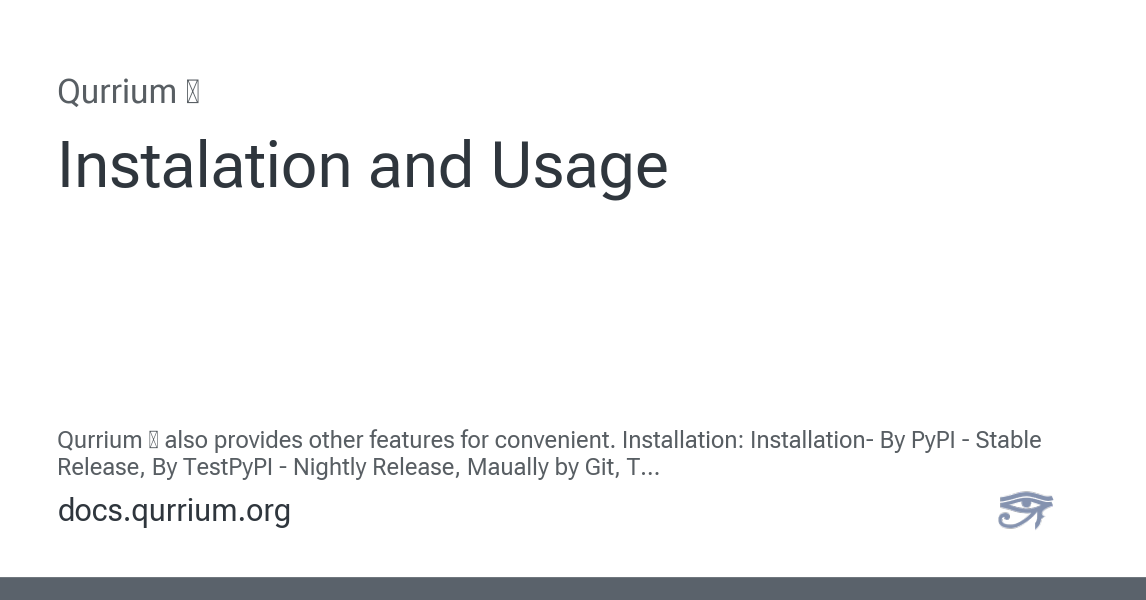 Qurrium
Instalation and Usage
Qurrium also provides other features for convenient. Installation: Installation- By PyPI - Stable
Release, By TestPyPI - Nightly Release, Maually by Git, T...
docs.qurrium.org